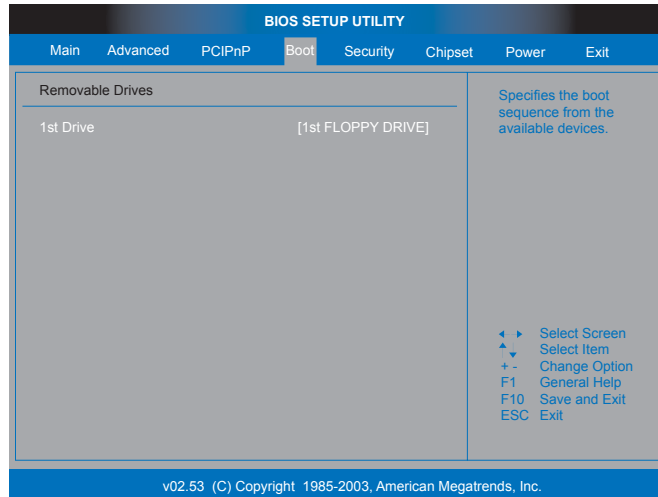 BIOS SETUP UTILITY
Main Advanced PCIPnP Boot Security Chipset Power Exit
Removable Drives
1st Drive [1st FLOPPY DRIVE]
Specifies the boot
sequence from the
available devices.
Select Screen
Select Item
+ - Change Option
F1 General Help
F10 Save and Exit
ESC Exit
v02.53 (C) Copyright 1985-2003, American Megatrends, Inc.